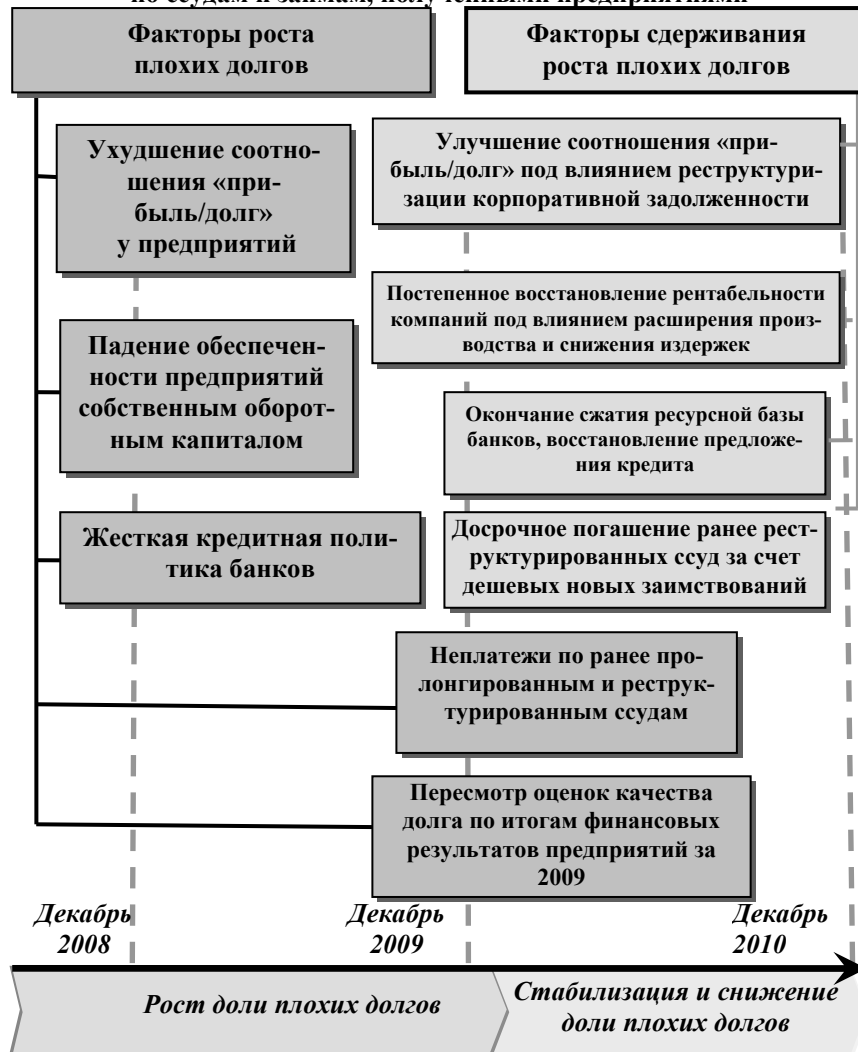 по ссудам и займам, полученными предприятиями
Факторы роста
плохих долгов
Факторы сдерживания
роста плохих долгов
Ухудшение соотно-
шения «при-
быль/долг»
у предприятий
Улучшение соотношения «при-
быль/долг» под влиянием реструктури-
зации корпоративной задолженности
Постепенное восстановление рентабельности
компаний под влиянием расширения произ-
водства и снижения издержек
Падение обеспечен-
ности предприятий
собственным оборот-
ным капиталом
Окончание сжатия ресурсной базы
банков, восстановление предложе-
ния кредита
Жесткая кредитная поли-
тика банков
Досрочное погашение ранее рест-
руктурированных ссуд за счет
дешевых новых заимствований
Неплатежи по ранее про-
лонгированным и реструк-
турированным ссудам
Пересмотр оценок качества
долга по итогам финансовых
результатов предприятий за
2009
Декабрь
2008
Декабрь
2009
Декабрь
2010
Рост доли плохих долгов
Стабилизация и снижение
доли плохих долгов